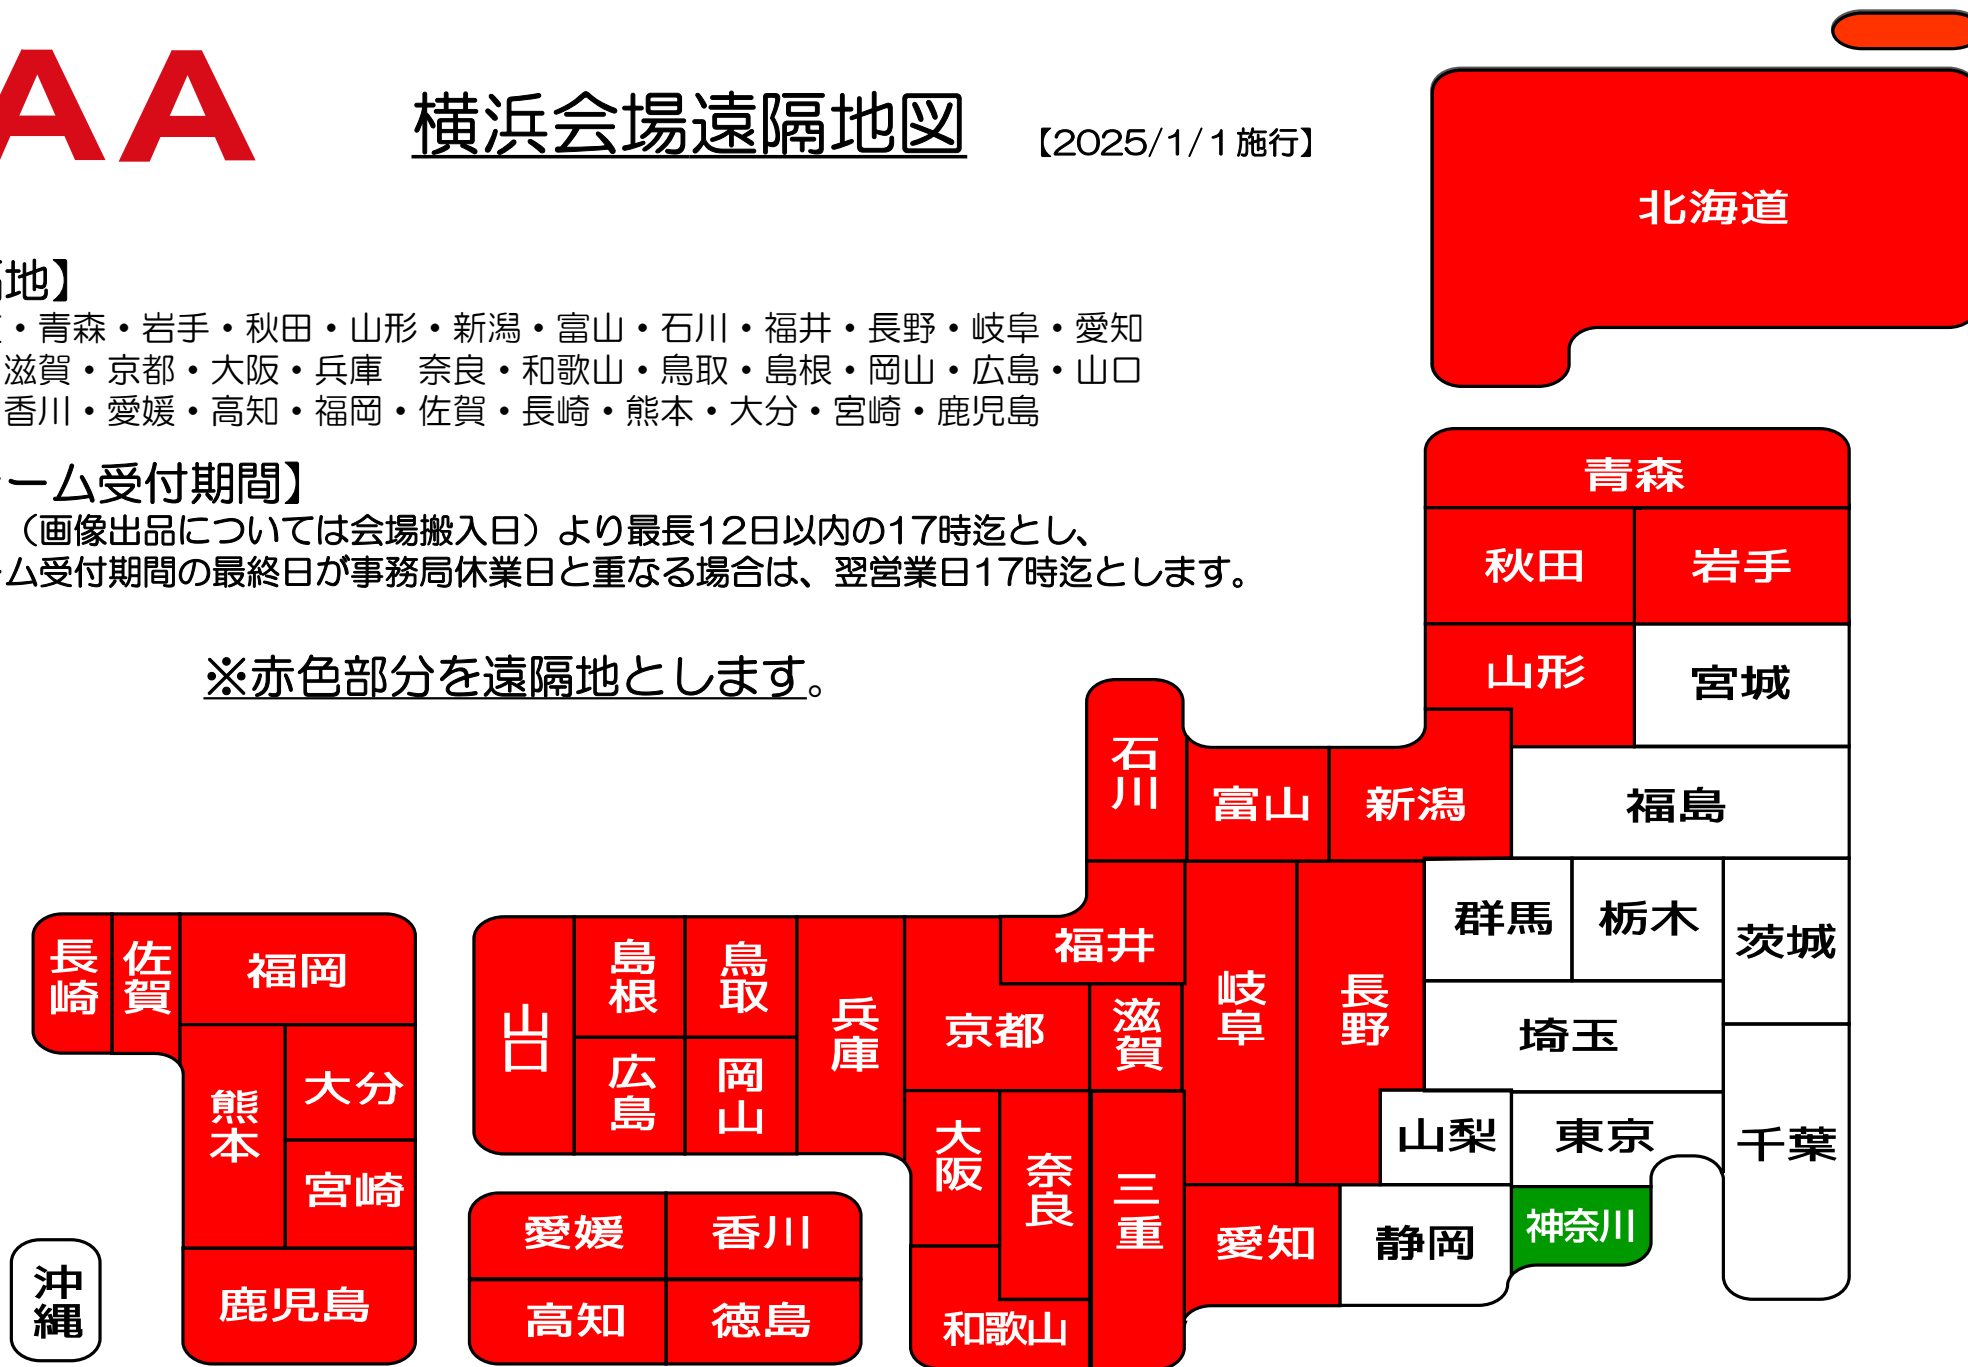 AA
横浜会場遠隔地図 【2025/1/1施行】
地】
・青森・岩手・秋田・山形・新潟・富山・石川・福井・長野・岐阜・愛知
滋賀・京都・大阪・兵庫　奈良・和歌山・鳥取・島根・岡山・広島・山口
香川・愛媛・高知・福岡・佐賀・長崎・熊本・大分・宮崎・鹿児島
ーム受付期間】
（画像出品については会場搬入日）より最長12日以内の17時迄とし、
ーム受付期間の最終日が事務局休業日と重なる場合は、翌営業日17時迄とします。
※赤色部分を遠隔地とします。
北海道
青森
秋田
岩手
山形
宮城
石川
富山
新潟
福島
群馬
栃木
茨城
福井
岐阜
長野
埼玉
山梨
東京
千葉
神奈川
静岡
愛知
三重
滋賀
京都
奈良
大阪
和歌山
兵庫
鳥取
島根
岡山
広島
山口
愛媛
香川
高知
徳島
福岡
佐賀
長崎
大分
熊本
宮崎
鹿児島
沖縄